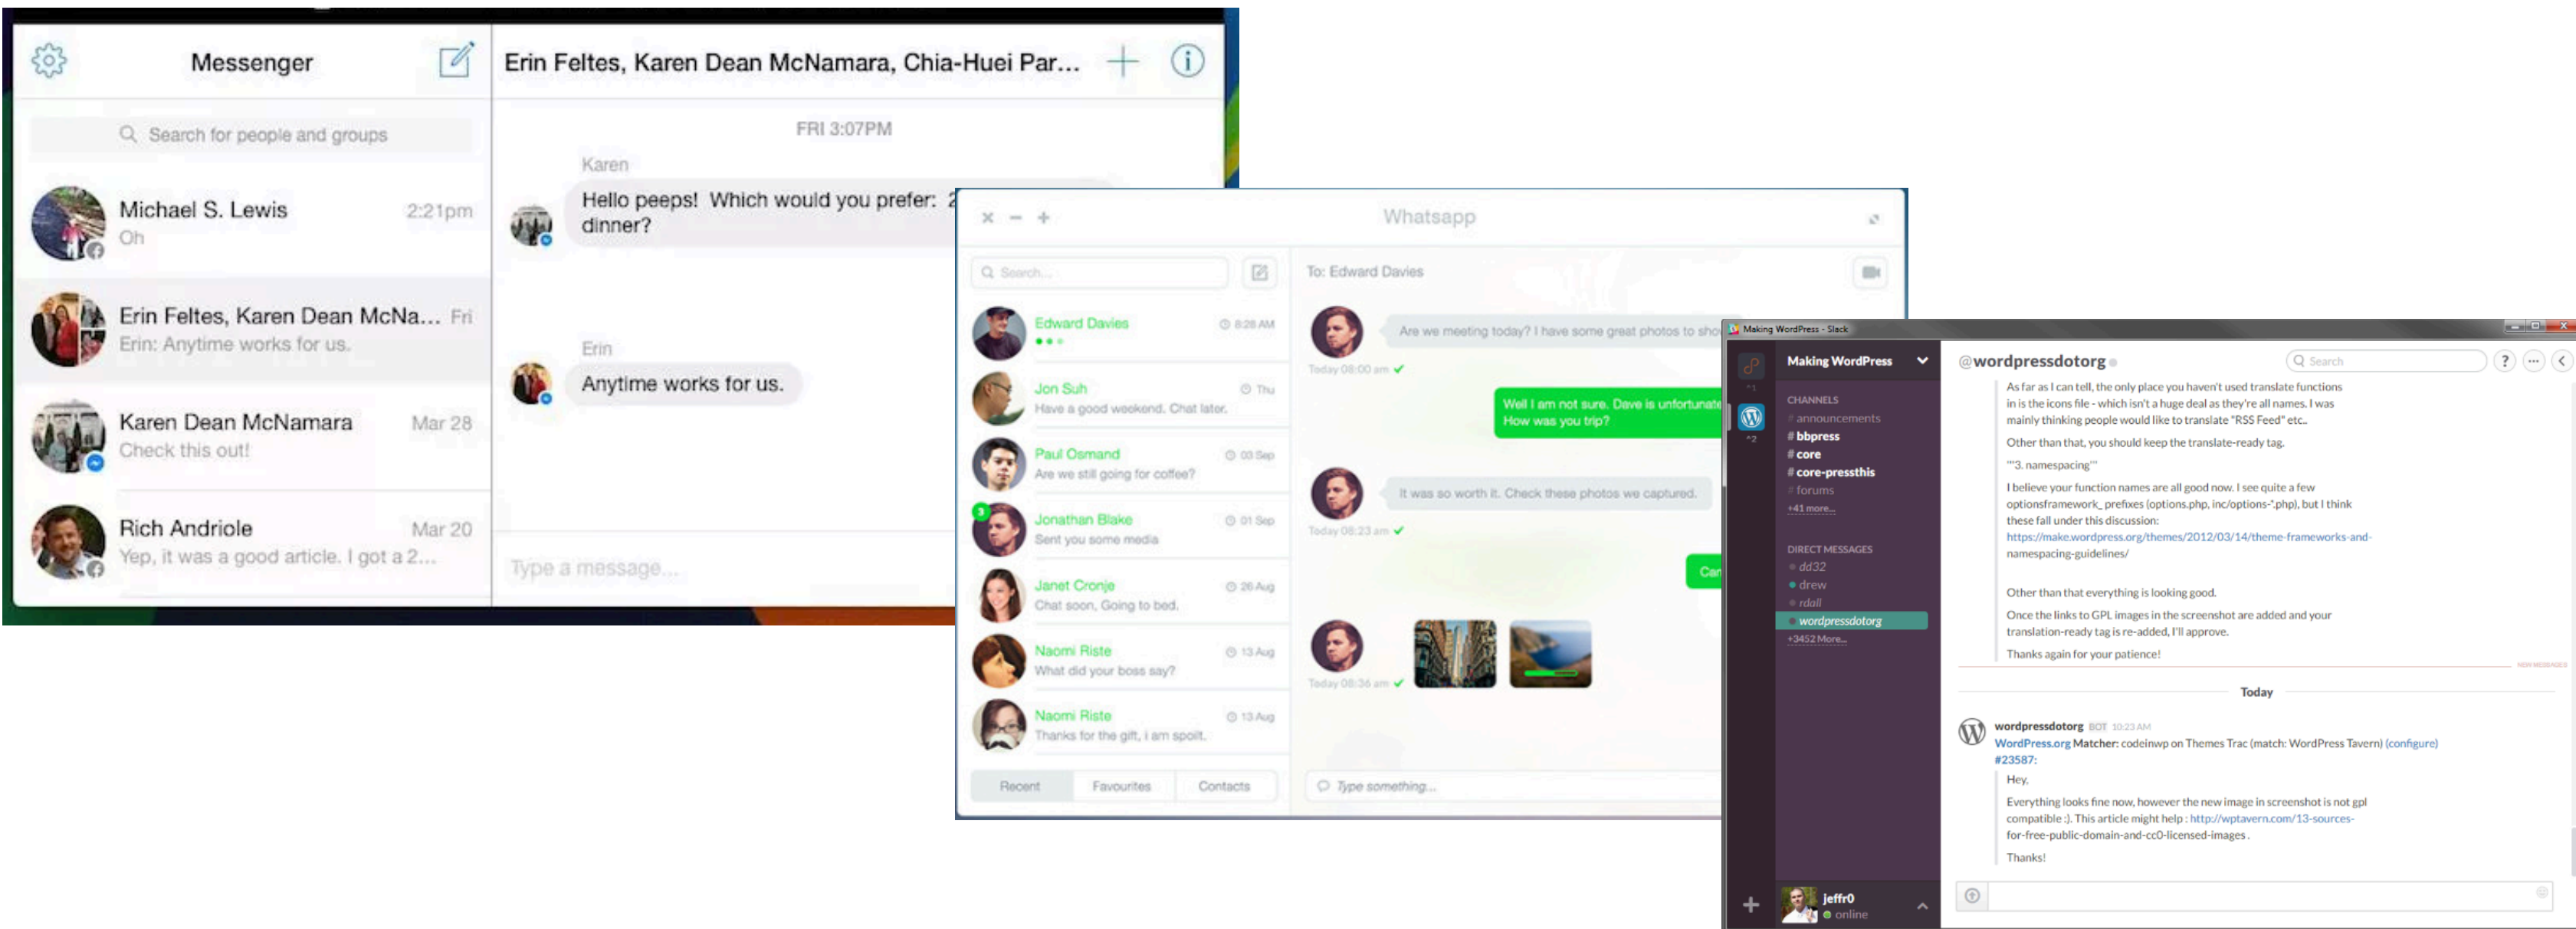 Messenger
Search for people and groups
Michael S. Lewis 2:21pm
Oh
Erin Feltes, Karen Dean McNa... Fri
Erin: Anytime works for us.
Karen Dean McNamara Mar 28
Check this out!
Rich Andriole Mar 20
Yep, it was a good article. I got a 2...
Erin Feltes, Karen Dean McNamara, Chia-Huei Par...
FRI 3:07PM
Karen
Hello peeps! Which would you prefer:
dinner?
Erin
Anytime works for us.
Type a message...
Whatsapp
Search...
Edward Davies 8:28 AM
Jon Suh Thu
Have a good weekend. Chat later.
Paul Osmand 03 Sep
Are we still going for coffee?
3
Jonathan Blake 01 Sep
Sent you some media
Janet Cronje 26 Aug
Chat soon, Going to bed.
Naomi Riste 13 Aug
What did your boss say?
Naomi Riste 13 Aug
Thanks for the gift, i am spoilt.
Recent Favourites Contacts
To: Edward Davies
Are we meeting today? I have some great photos to
Today 08:00 am
Well I am not sure. Dave is
How was you trip?
It was so worth it. Check these photos we captured.
Today 08:23 am
Today 08:36 am
Type something...
Making WordPress - Slack
^1
^2
Making WordPress
CHANNELS
# announcements
# bbpress
# core
# core-pressthis
# forums
+41 more...
DIRECT MESSAGES
dd32
drew
rdall
wordpressdotorg
+3452 More...
jeffr0
online
@wordpressdotorg
Search
?
As far as I can tell, the only place you haven't used translate functions
in is the icons file - which isn't a huge deal as they're all names. I was
mainly thinking people would like to translate "RSS Feed" etc..
Other than that, you should keep the translate-ready tag.
'''3. namespacing'''
I believe your function names are all good now. I see quite a few
optionsframework_ prefixes (options.php, inc/options-*.php), but I think
these fall under this discussion:
https://make.wordpress.org/themes/2012/03/14/theme-frameworks-and-
namespacing-guidelines/
Other than that everything is looking good.
Once the links to GPL images in the screenshot are added and your
translation-ready tag is re-added, I'll approve.
Thanks again for your patience!
NEW MESSAGES
Today
wordpressdotorg BOT 10:23 AM
WordPress.org Matcher: codeinwp on Themes Trac (match: WordPress Tavern) (configure)
#23587:
Hey,
Everything looks fine now, however the new image in screenshot is not gpl
compatible :). This article might help : http://wptavern.com/13-sources-
for-free-public-domain-and-cc0-licensed-images .
Thanks!